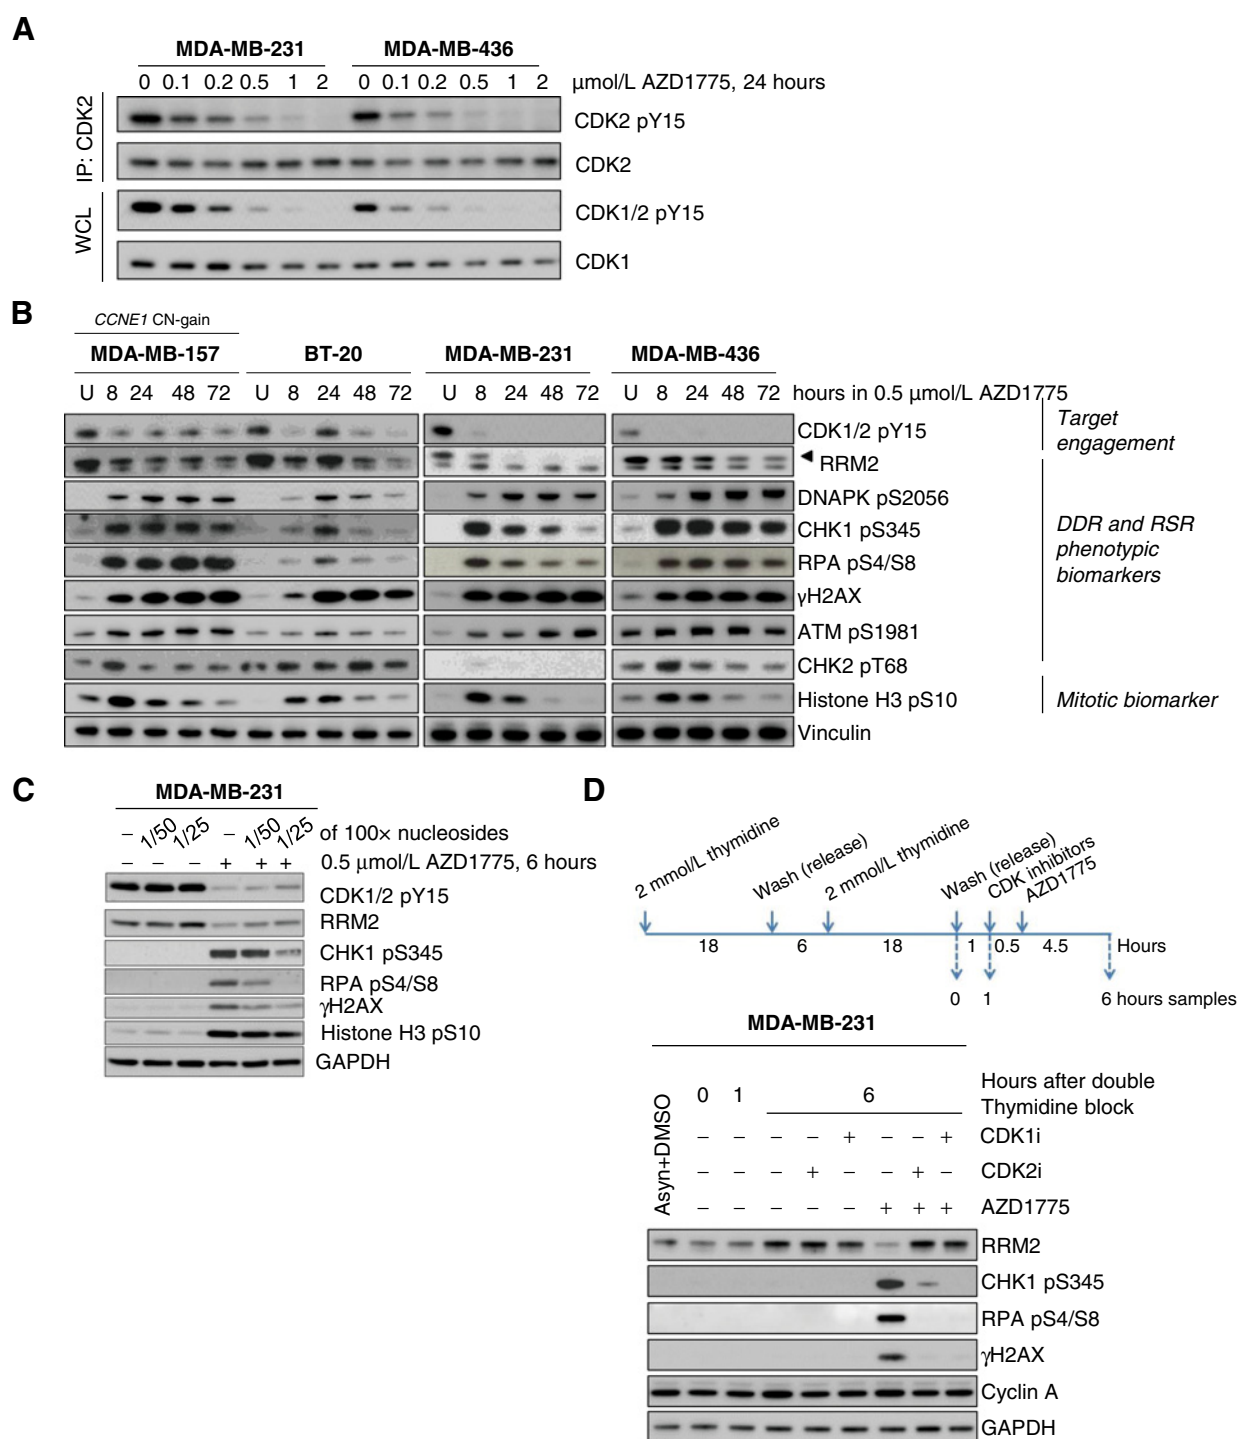 A
MDA-MB-231 MDA-MB-436
0 0.1 0.2 0.5 1 2 0 0.1 0.2 0.5 1 2 μmol/L AZD1775, 24 hours
IP: CDK2
CDK2 pY15
CDK2
WCL
CDK1/2 pY15
CDK1
B
CCNE1 CN-gain
MDA-MB-157 BT-20 MDA-MB-231 MDA-MB-436
U 8 24 48 72 U 8 24 48 72 U 8 24 48 72 U 8 24 48 72 hours in 0.5 μmol/L AZD1775
CDK1/2 pY15
Target
engagement
RRM2
DNAPK pS2056
CHK1 pS345
RPA pS4/S8
γH2AX
ATM pS1981
CHK2 pT68
DDR and RSR
phenotypic
biomarkers
Histone H3 pS10
Mitotic biomarker
Vinculin
C
MDA-MB-231
– 1/50 1/25 – 1/50 1/25 of 100× nucleosides
– – – + + + 0.5 μmol/L AZD1775, 6 hours
CDK1/2 pY15
RRM2
CHK1 pS345
RPA pS4/S8
γH2AX
Histone H3 pS10
GAPDH
D
2 mmol/L thymidine
Wash (release)
2 mmol/L thymidine
Wash (release)
CDK inhibitors
AZD1775
18 6 18 1 0.5 4.5 Hours
0 1 6 hours samples
MDA-MB-231
Asyn+DMSO
0 1 6 Hours after double
Thymidine block
– – – – + – – + CDK1i
– – – + – – + – CDK2i
– – – – – + + + AZD1775
RRM2
CHK1 pS345
RPA pS4/S8
γH2AX
Cyclin A
GAPDH